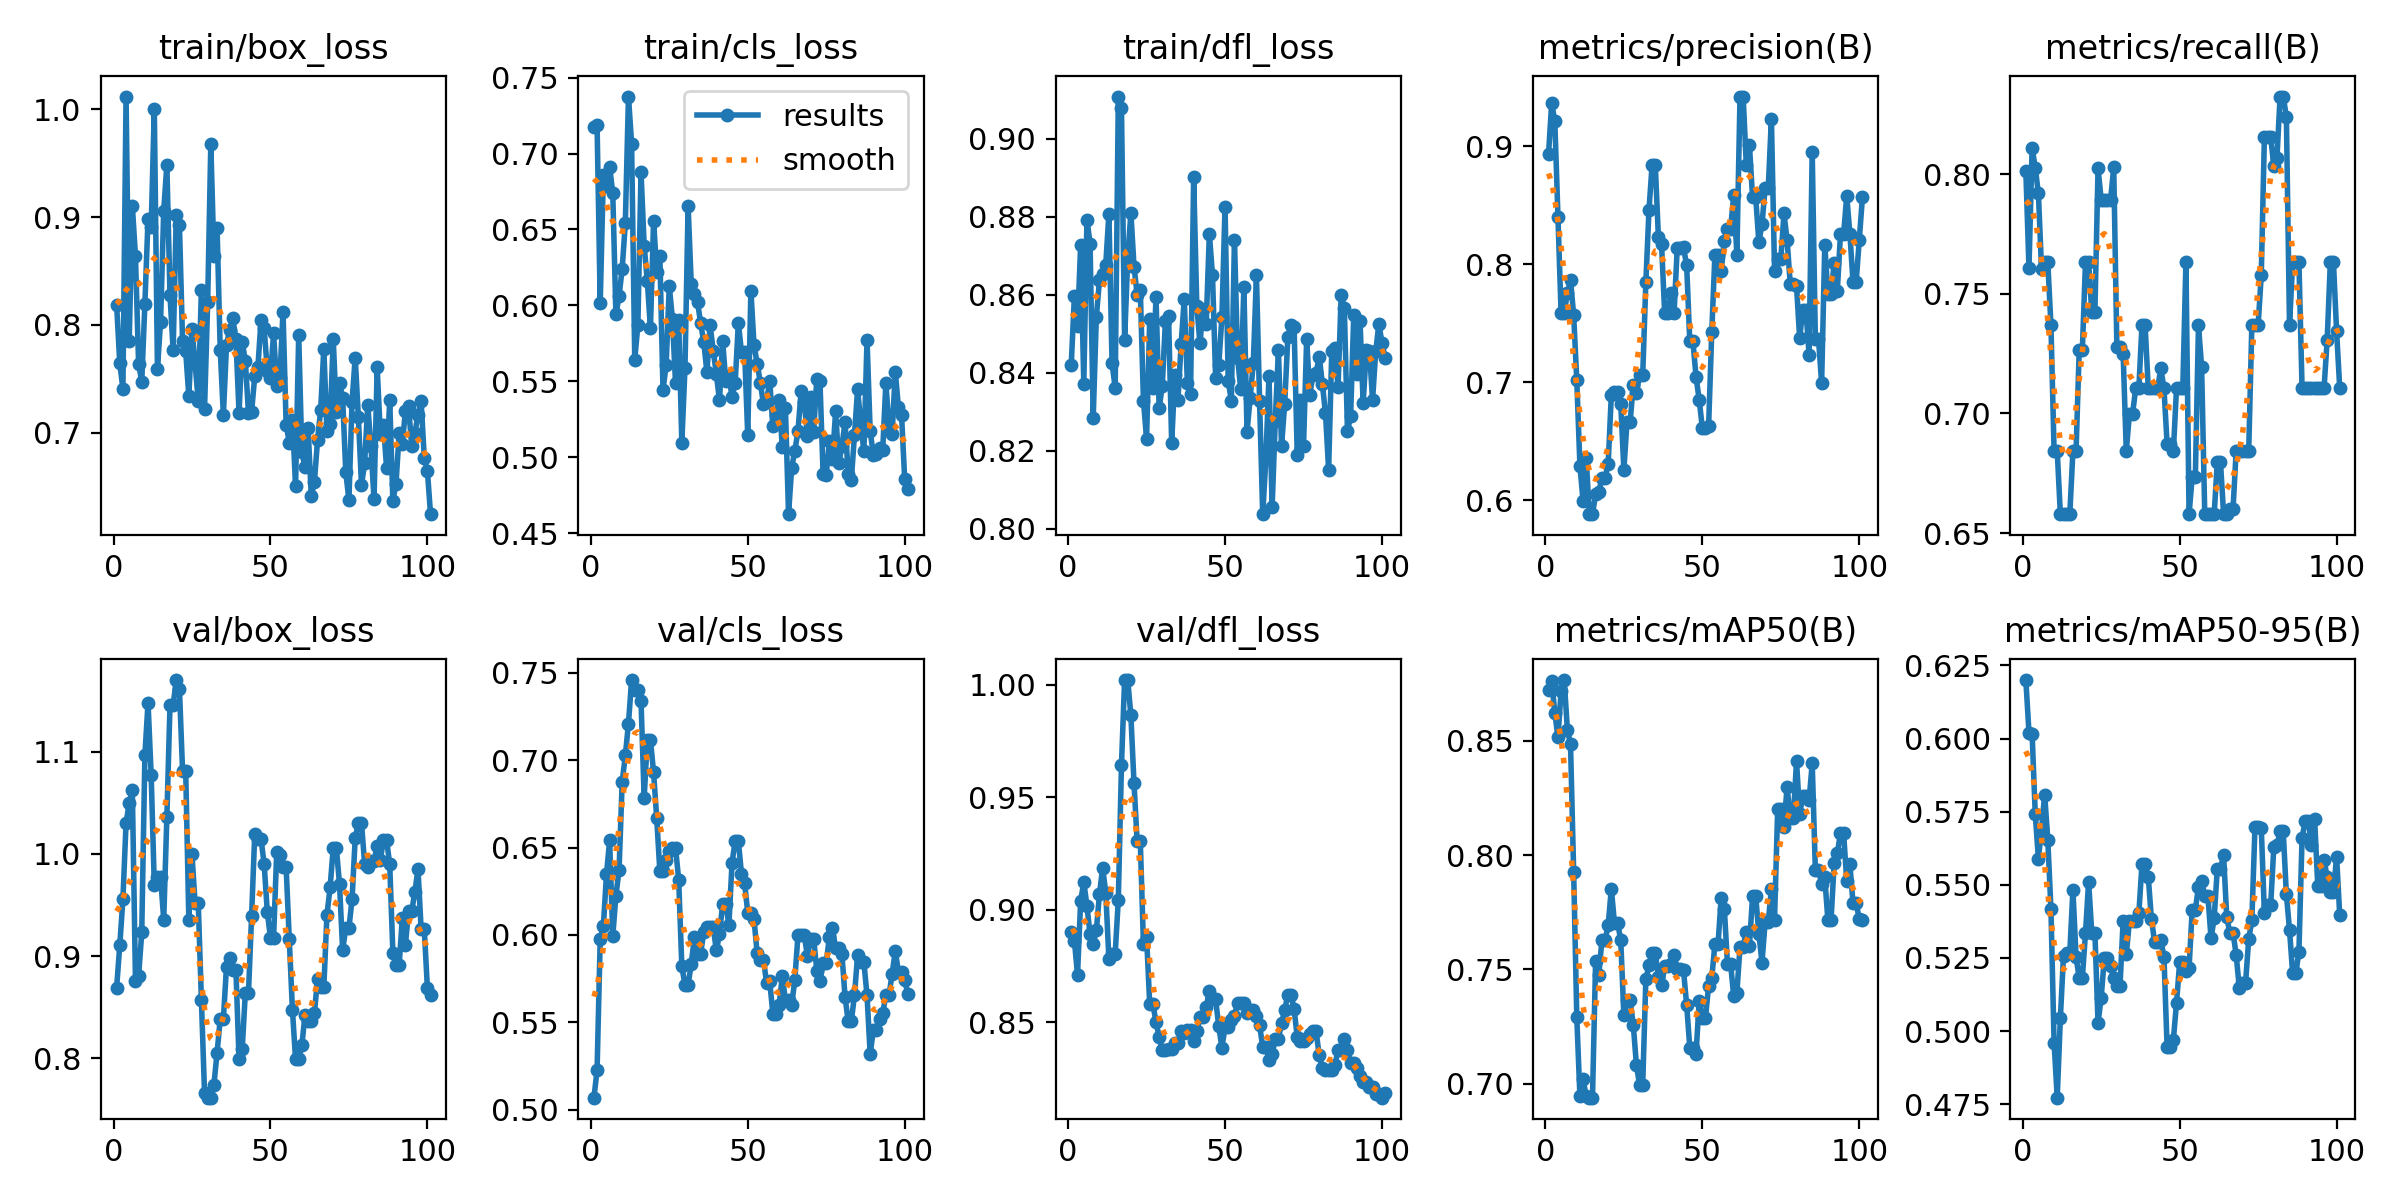 train/box_loss
train/cls_loss
train/dfl_loss
metrics/precision(B)
metrics/recall(B)
1.0
0.9
0.8
0.7
0 50 100
0.75
0.70
0.65
0.60
0.55
0.50
0.45
0 50 100
results
smooth
0.90
0.88
0.86
0.84
0.82
0.80
0 50 100
0.9
0.8
0.7
0.6
0 50 100
0.80
0.75
0.70
0.65
0 50 100
val/box_loss
val/cls_loss
val/dfl_loss
metrics/mAP50(B)
metrics/mAP50-95(B)
1.1
1.0
0.9
0.8
0 50 100
0.75
0.70
0.65
0.60
0.55
0.50
0 50 100
1.00
0.95
0.90
0.85
0 50 100
0.85
0.80
0.75
0.70
0 50 100
0.625
0.600
0.575
0.550
0.525
0.500
0.475
0 50 100